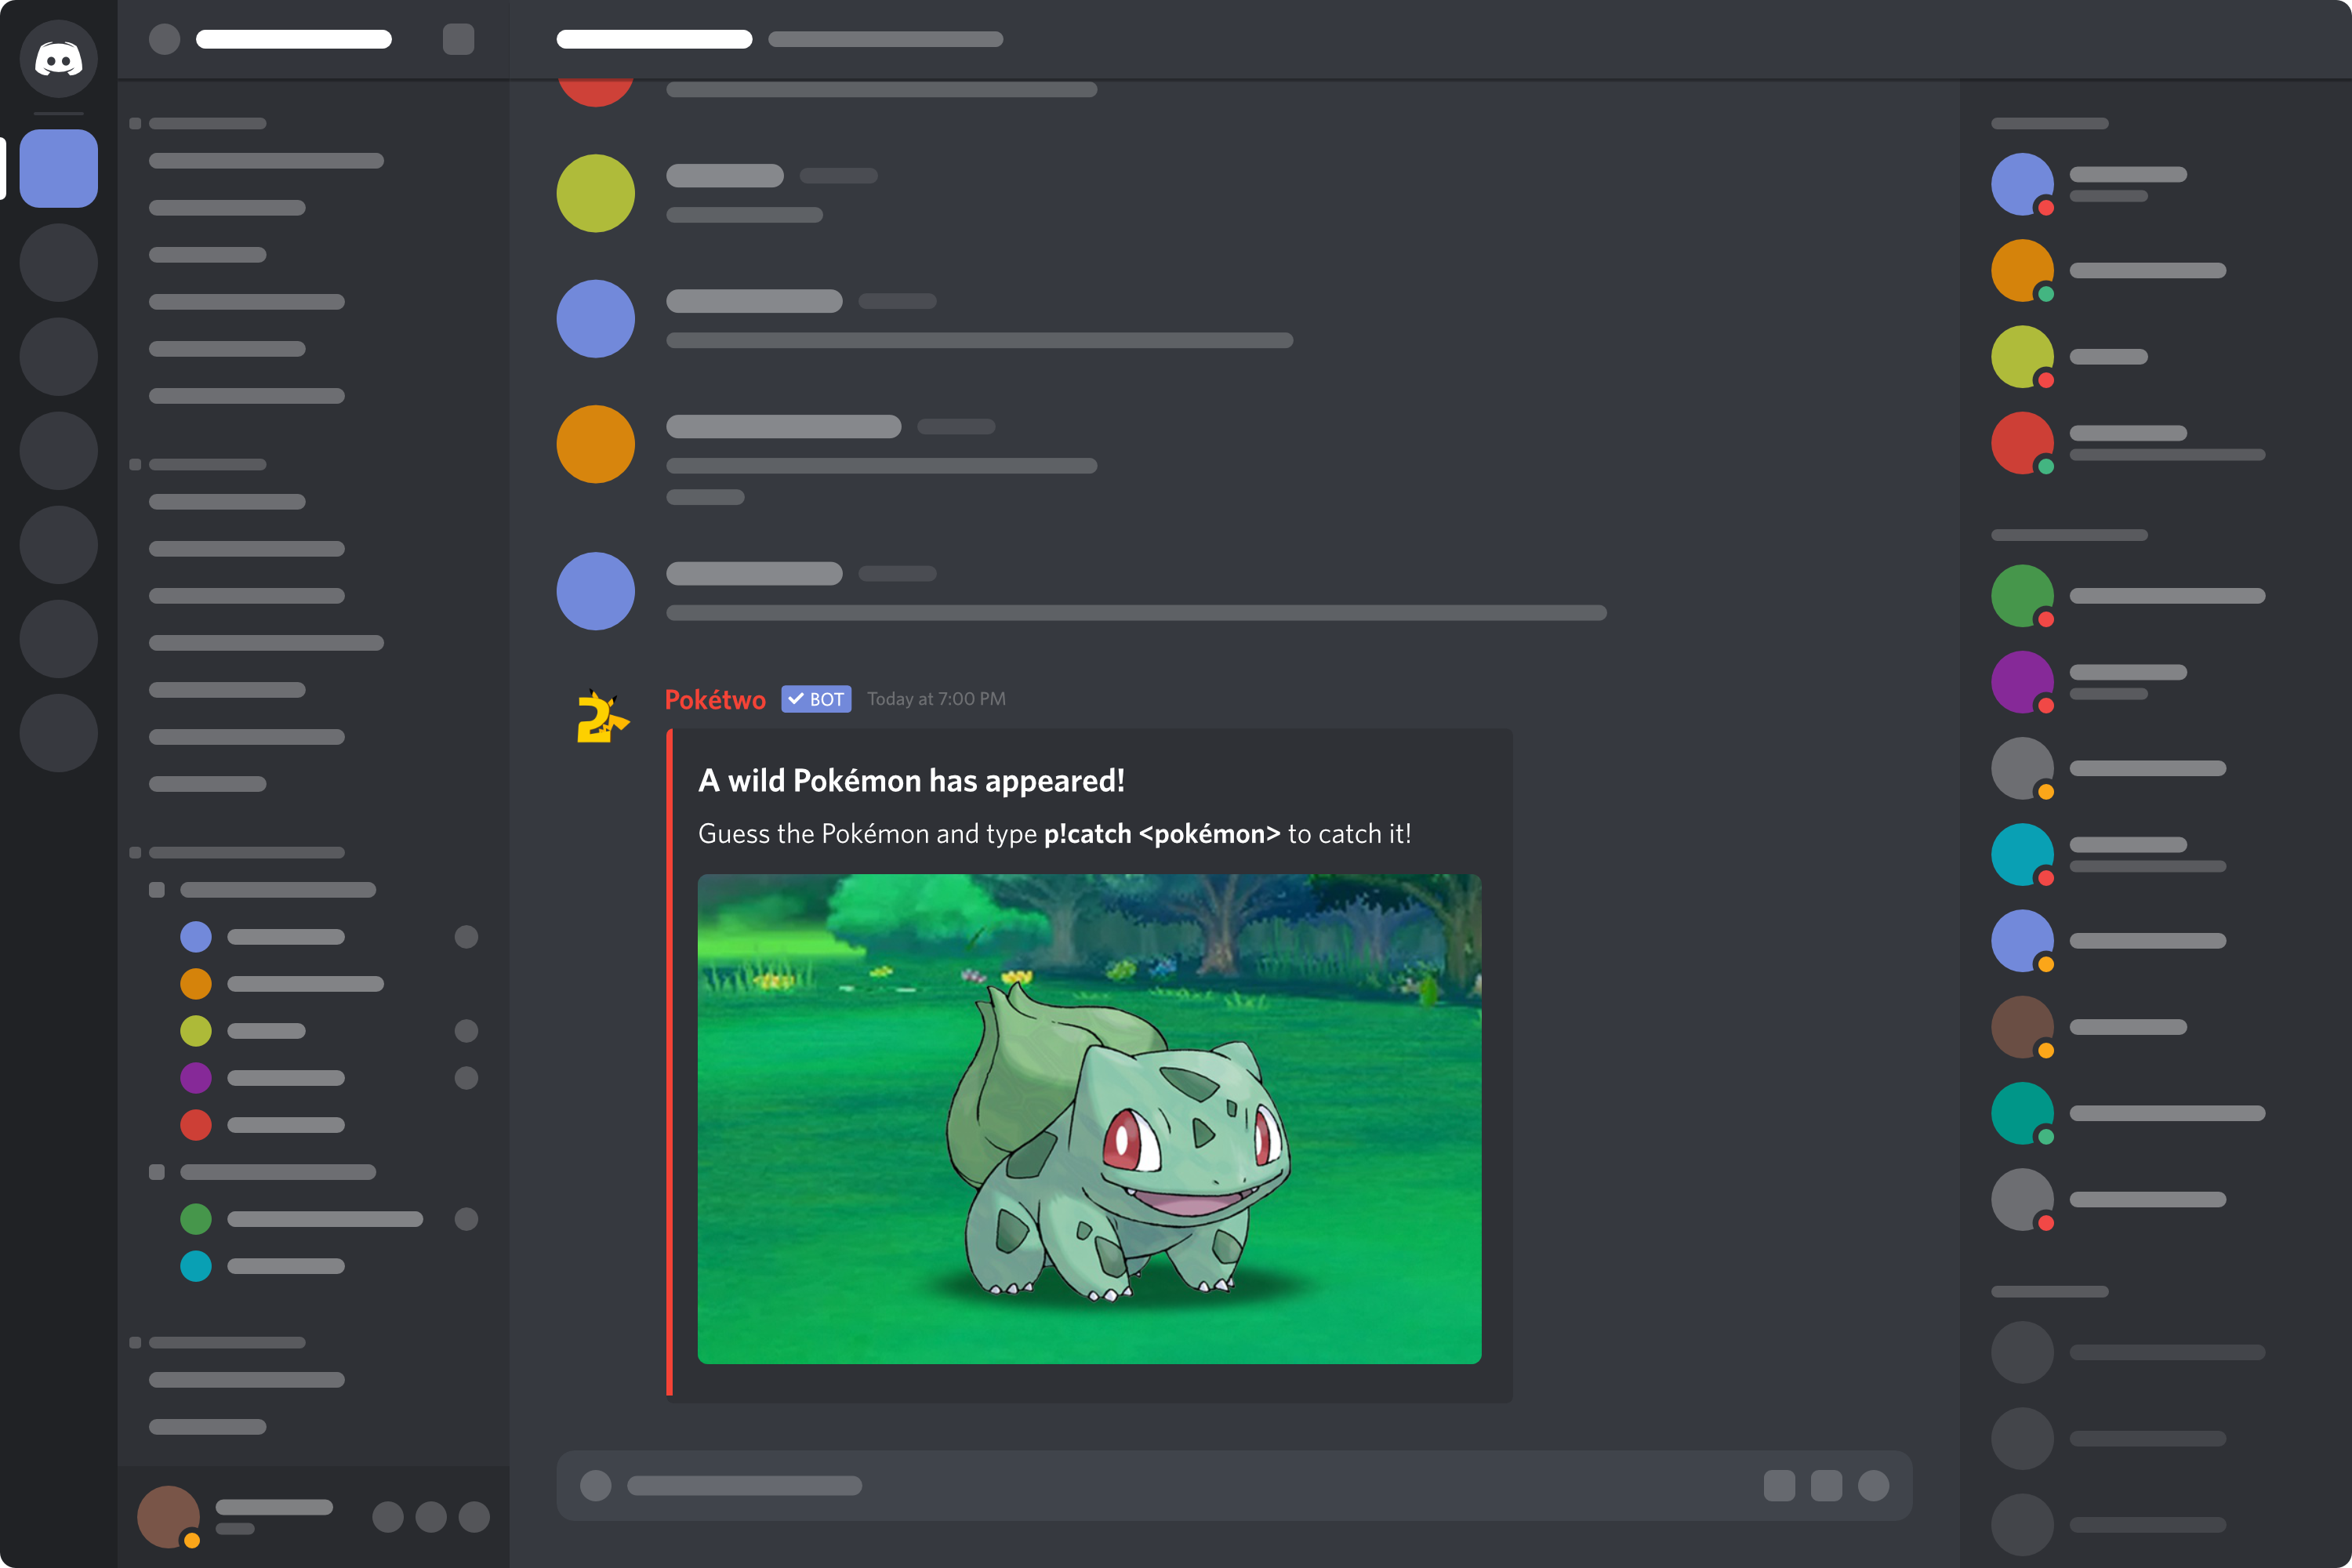 Pokétwo BOT Today at 7:00 PM
A wild Pokémon has appeared!
Guess the Pokémon and type p!catch <pokémon> to catch it!